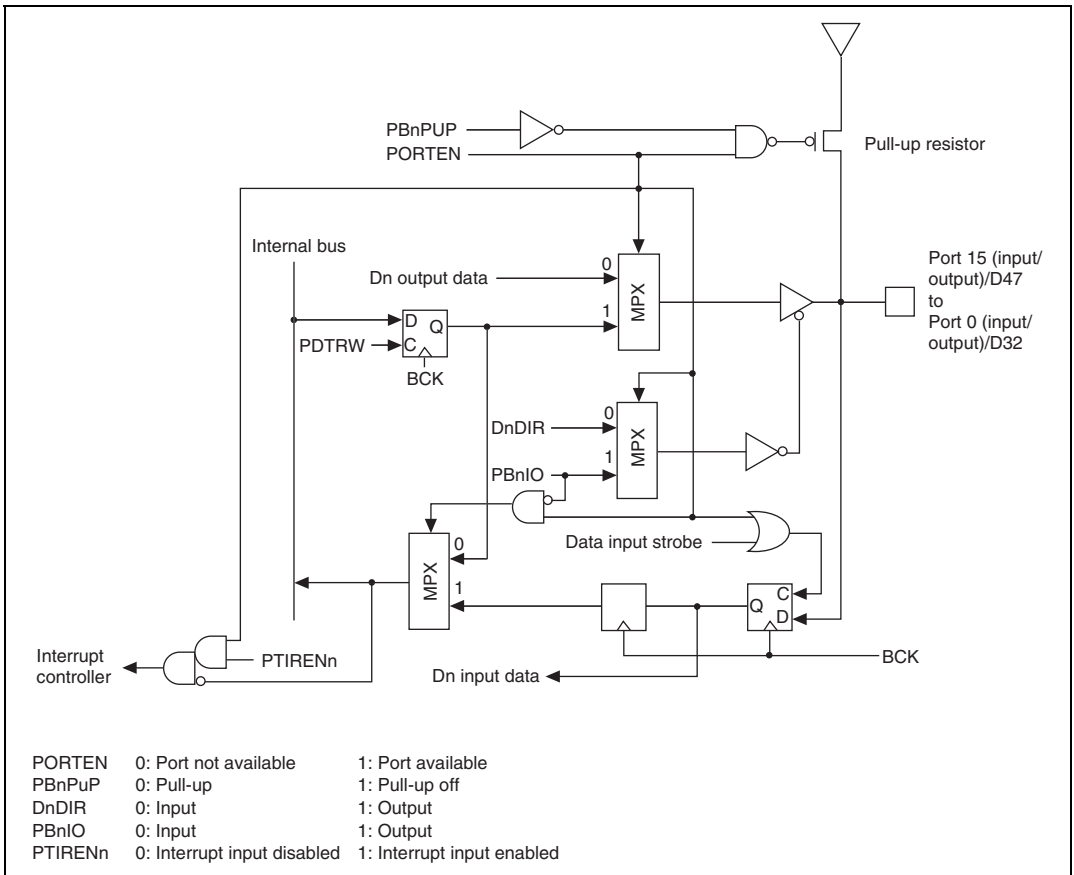 PBnPUP
PORTEN
Pull-up resistor
Internal bus
Dn output data
0
1
MPX
Port 15 (input/
output)/D47
to
Port 0 (input/
output)/D32
D Q
PDTRW
C
BCK
DnDIR
0
1
MPX
PBnIO
Data input strobe
MPX
0
1
Q C
D
BCK
Interrupt
controller
PTIRENn
Dn input data
PORTEN 0: Port not available 1: Port available
PBnPuP 0: Pull-up 1: Pull-up off
DnDIR 0: Input 1: Output
PBnIO 0: Input 1: Output
PTIRENn 0: Interrupt input disabled 1: Interrupt input enabled